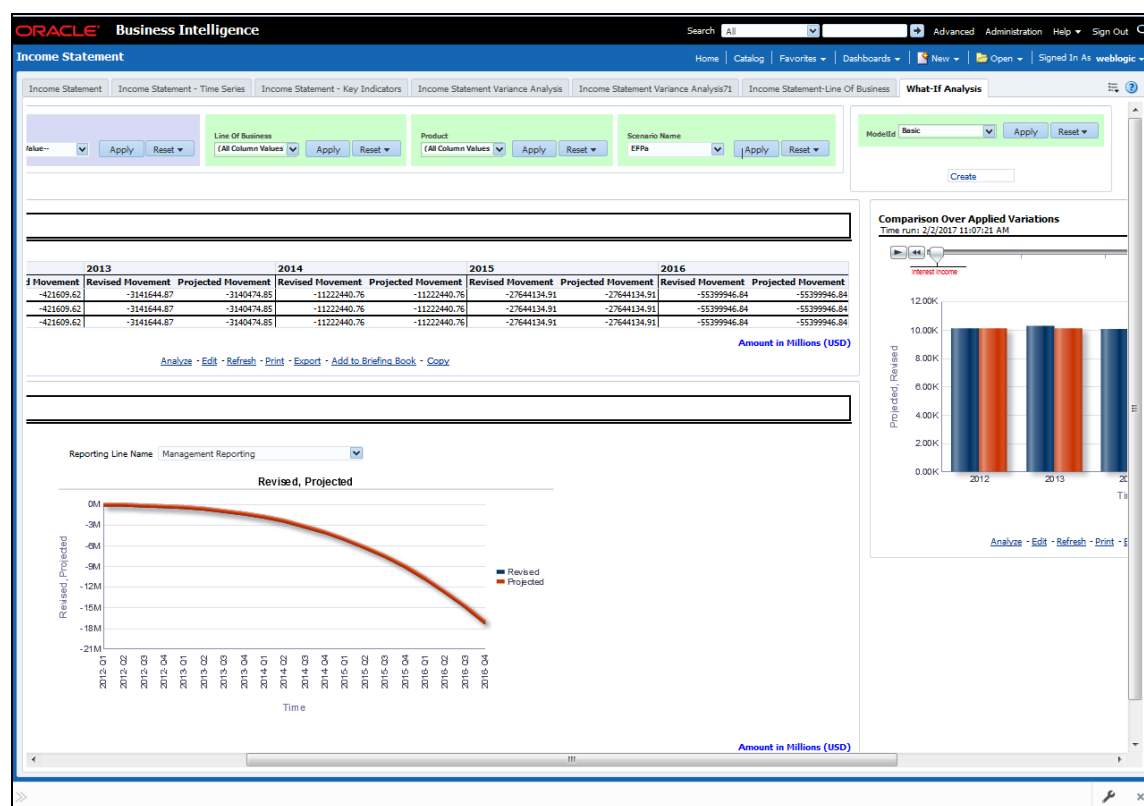 ORACLE Business Intelligence Search All Advanced Administration Help Sign Out
Income Statement Home Catalog Favorites Dashboards New Open Signed In As weblogic
Income Statement Income Statement - Time Series Income Statement - Key Indicators Income Statement Variance Analysis Income Statement Variance Analysis71 Income Statement-Line Of Business What-If Analysis
Line Of Business Product Scenario Name
Value-- Apply Reset (All Column Values Apply Reset (All Column Values Apply Reset EFPa Apply Reset
ModelId Basic Apply Reset
Create
Comparison Over Applied Variations
Time run: 2/2/2017 11:07:21 AM
Interest Income
2013 2014 2015 2016
d Movement Revised Movement Projected Movement Revised Movement Projected Movement Revised Movement Projected Movement Revised Movement Projected Movement
-421609.62 -3141644.87 -3140474.85 -11222440.76 -11222440.76 -27644134.91 -27644134.91 -55399946.84 -55399946.84
-421609.62 -3141644.87 -3140474.85 -11222440.76 -11222440.76 -27644134.91 -27644134.91 -55399946.84 -55399946.84
-421609.62 -3141644.87 -3140474.85 -11222440.76 -11222440.76 -27644134.91 -27644134.91 -55399946.84 -55399946.84
Amount in Millions (USD)
Analyze - Edit - Refresh - Print - Export - Add to Briefing Book - Copy
12.00K
10.00K
8.00K
6.00K
4.00K
2.00K
0.00K
Projected, Revised
2012 2013 20
Ti
Analyze - Edit - Refresh - Print - E
Reporting Line Name Management Reporting
Revised, Projected
0M
-3M
-6M
-9M
-12M
-15M
-18M
-21M
Revised, Projected
Revised
Projected
2012-Q1 2012-Q2 2012-Q3 2012-Q4 2013-Q1 2013-Q2 2013-Q3 2013-Q4 2014-Q1 2014-Q2 2014-Q3 2014-Q4 2015-Q1 2015-Q2 2015-Q3 2015-Q4 2016-Q1 2016-Q2 2016-Q3 2016-Q4
Time
Amount in Millions (USD)